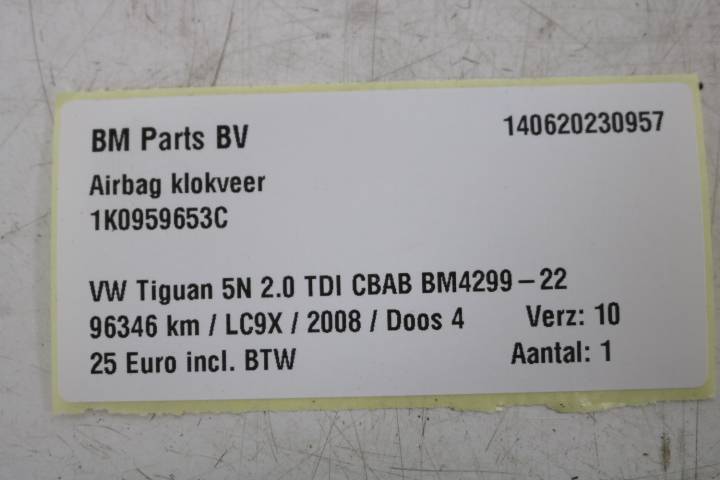 BM Parts BV 140620230957
Airbag klokveer
1K0959653C
VW Tiguan 5N 2.0 TDI CBAB BM4299-22
96346 km / LC9X / 2008 / Doos 4 Verz: 10
25 Euro incl. BTW Aantal: 1